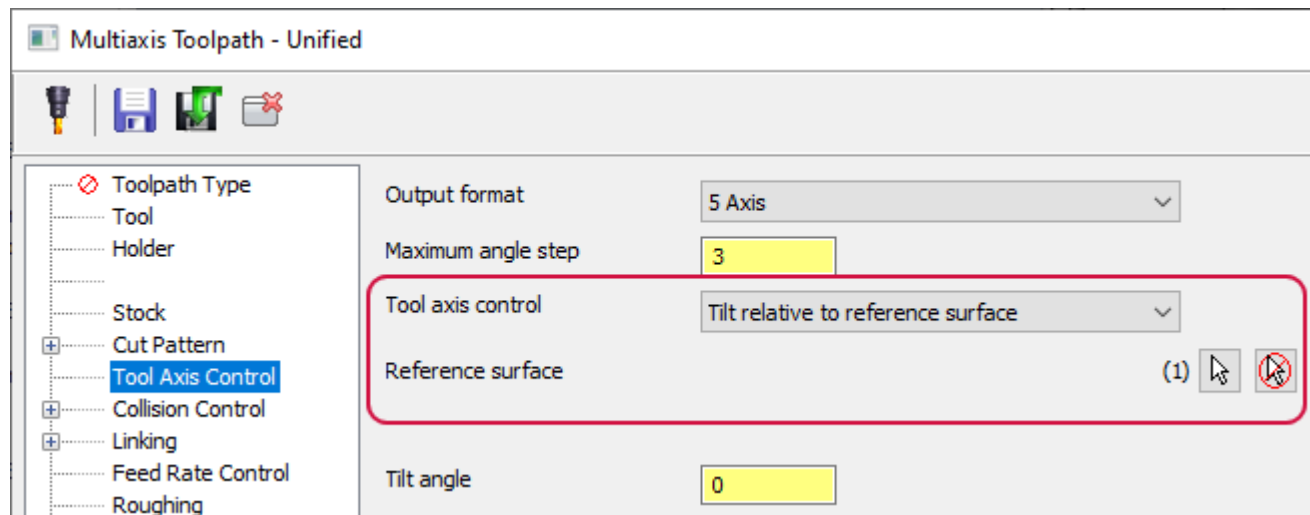 Multiaxis Toolpath - Unified
Toolpath Type
Tool
Holder
Stock
Cut Pattern
Tool Axis Control
Collision Control
Linking
Feed Rate Control
Roughing
Output format 5 Axis
Maximum angle step 3
Tool axis control Tilt relative to reference surface
Reference surface (1)
Tilt angle 0